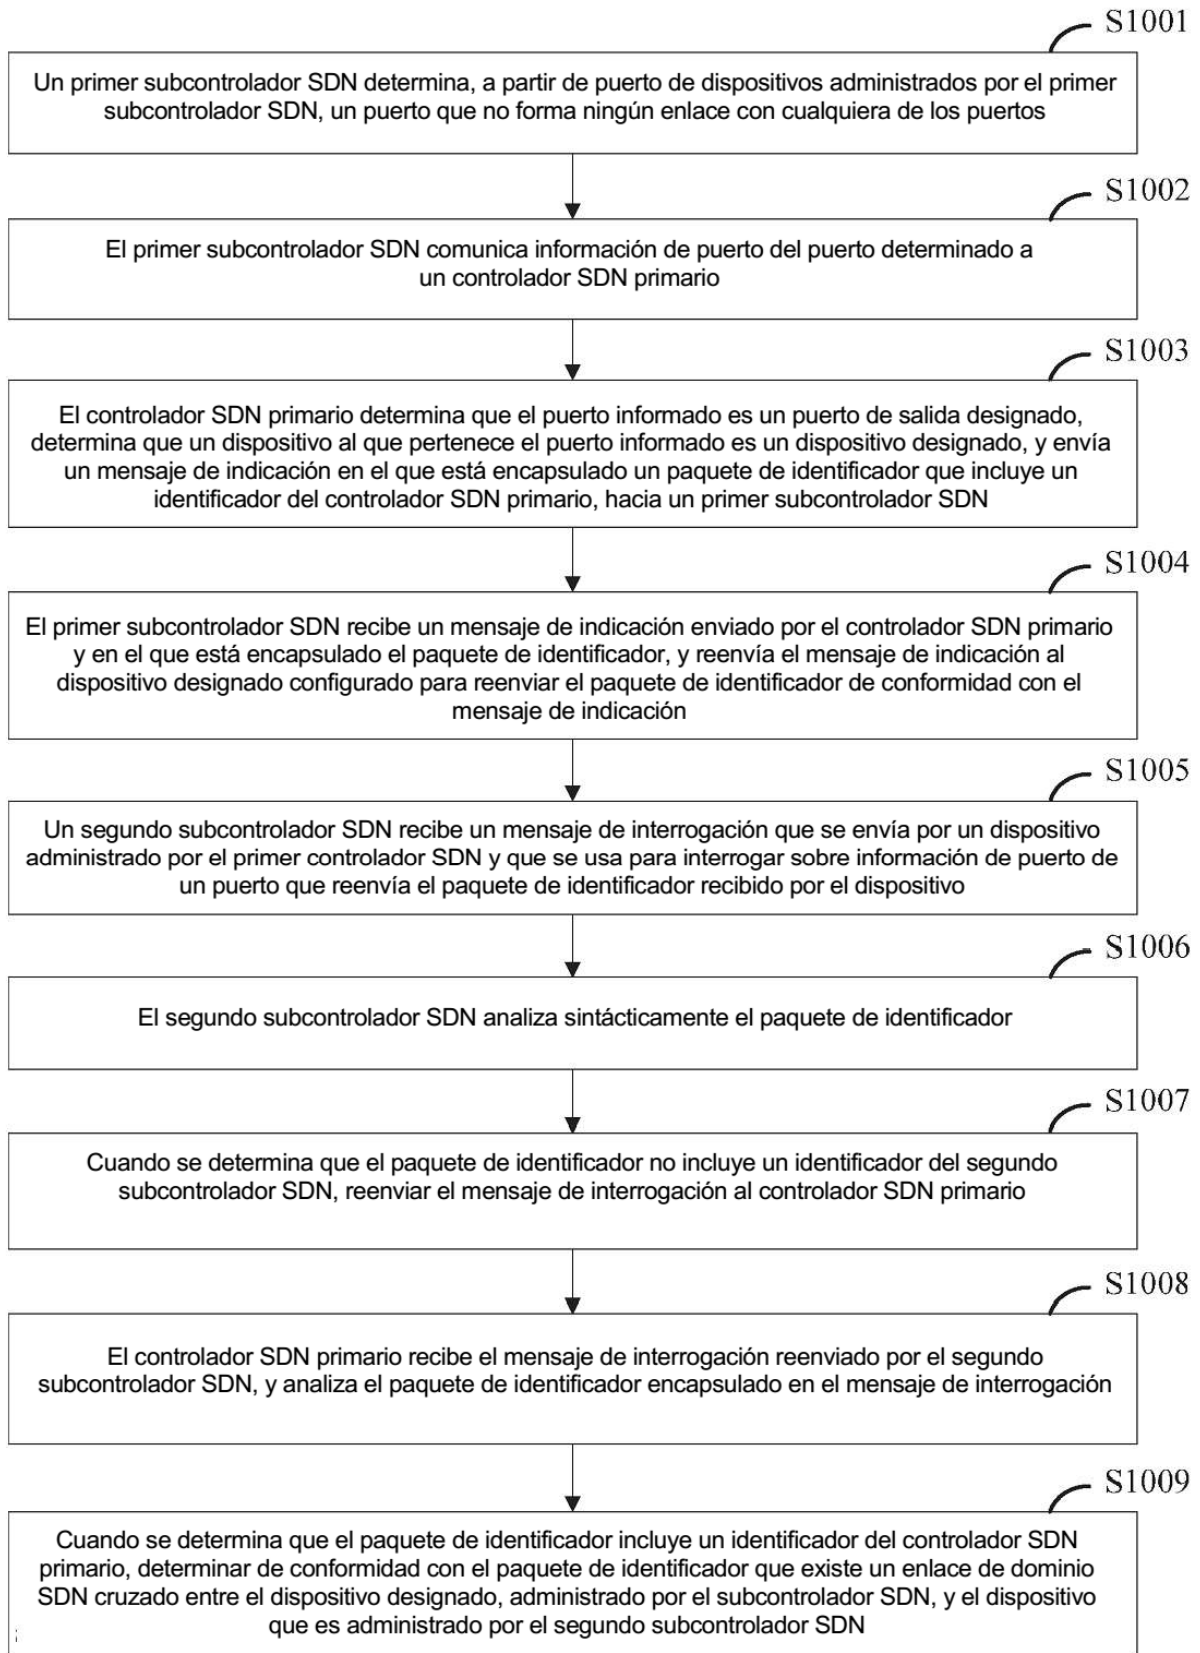 S1001
Un primer subcontrolador SDN determina, a partir de puerto de dispositivos administrados por el primer
subcontrolador SDN, un puerto que no forma ningún enlace con cualquiera de los puertos
S1002
El primer subcontrolador SDN comunica información de puerto del puerto determinado a
un controlador SDN primario
S1003
El controlador SDN primario determina que el puerto informado es un puerto de salida designado,
determina que un dispositivo al que pertenece el puerto informado es un dispositivo designado, y envía
un mensaje de indicación en el que está encapsulado un paquete de identificador que incluye un
identificador del controlador SDN primario, hacia un primer subcontrolador SDN
S1004
El primer subcontrolador SDN recibe un mensaje de indicación enviado por el controlador SDN primario
y en el que está encapsulado el paquete de identificador, y reenvía el mensaje de indicación al
dispositivo designado configurado para reenviar el paquete de identificador de conformidad con el
mensaje de indicación
S1005
Un segundo subcontrolador SDN recibe un mensaje de interrogación que se envía por un dispositivo
administrado por el primer controlador SDN y que se usa para interrogar sobre información de puerto de
un puerto que reenvía el paquete de identificador recibido por el dispositivo
S1006
El segundo subcontrolador SDN analiza sintácticamente el paquete de identificador
S1007
Cuando se determina que el paquete de identificador no incluye un identificador del segundo
subcontrolador SDN, reenviar el mensaje de interrogación al controlador SDN primario
S1008
El controlador SDN primario recibe el mensaje de interrogación reenviado por el segundo
subcontrolador SDN, y analiza el paquete de identificador encapsulado en el mensaje de interrogación
S1009
Cuando se determina que el paquete de identificador incluye un identificador del controlador SDN
primario, determinar de conformidad con el paquete de identificador que existe un enlace de dominio
SDN cruzado entre el dispositivo designado, administrado por el subcontrolador SDN, y el dispositivo
que es administrado por el segundo subcontrolador SDN